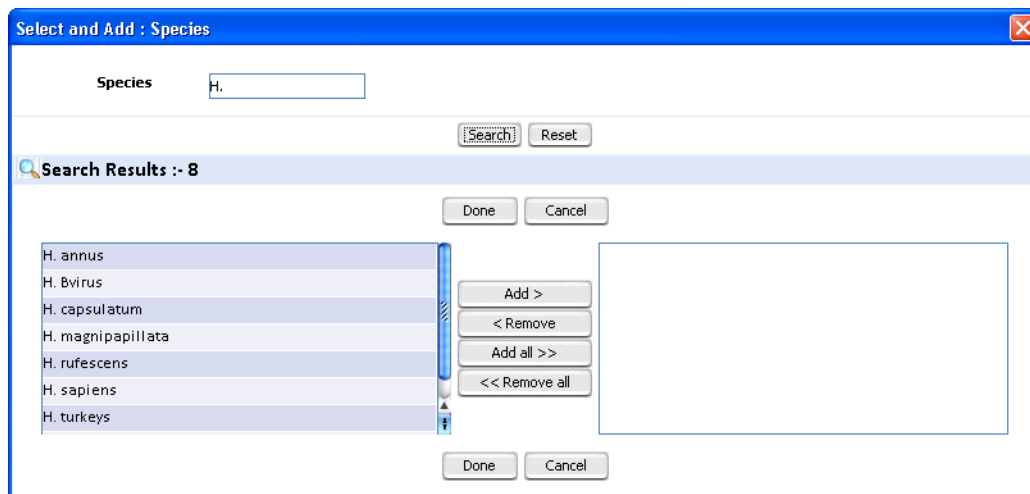 Select and Add : Species
Species H.
Search Reset
Search Results :- 8
Done Cancel
H. annus
H. Bvirus
H. capsulatum
H. magnipapillata
H. rufescens
H. sapiens
H. turkeys
Add >
< Remove
Add all >>
<< Remove all
Done Cancel